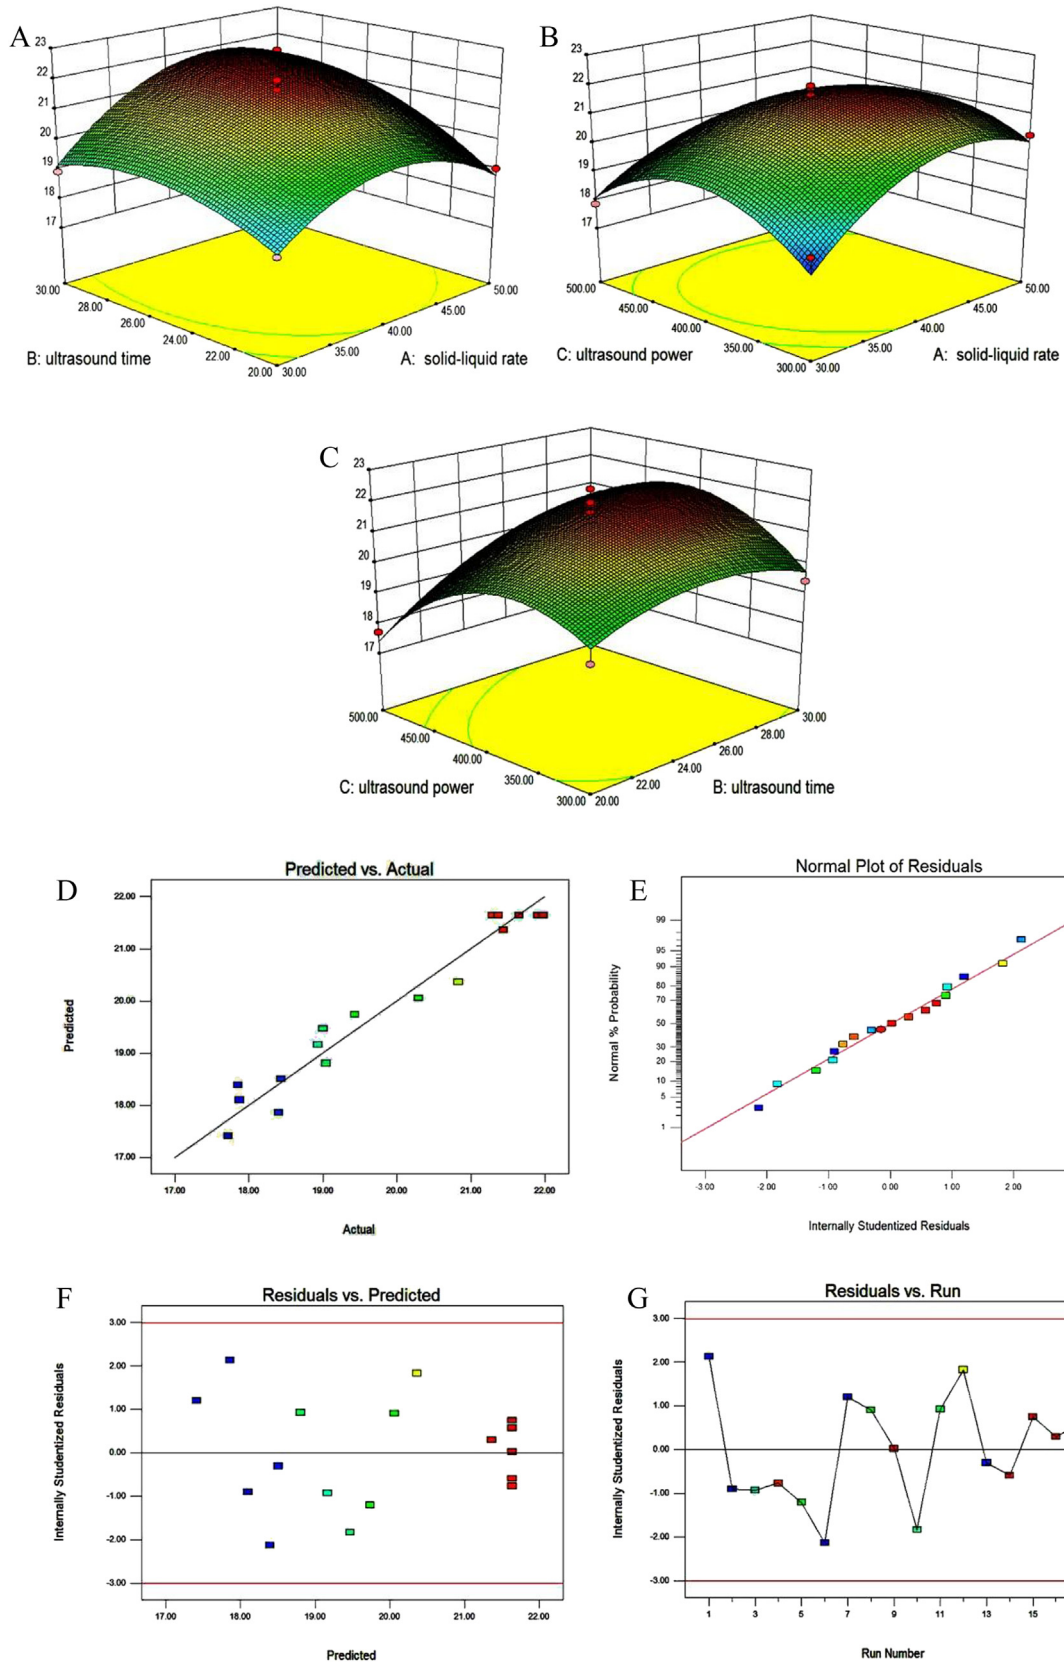 A
23
22
21
20
19
18
17
30.00
28.00
26.00
24.00
22.00
20.00
30.00
35.00
40.00
45.00
50.00
B: ultrasound time
A: solid-liquid rate
B
23
22
21
20
19
18
17
500.00
450.00
400.00
350.00
300.00
30.00
35.00
40.00
45.00
50.00
C: ultrasound power
A: solid-liquid rate
C
23
22
21
20
19
18
17
500.00
450.00
400.00
350.00
300.00
20.00
22.00
24.00
26.00
28.00
30.00
C: ultrasound power
B: ultrasound time
D
Predicted vs. Actual
22.00
21.00
20.00
19.00
18.00
17.00
Predicted
17.00 18.00 19.00 20.00 21.00 22.00
Actual
E
Normal Plot of Residuals
99
95
90
80
70
50
30
20
10
5
1
Normal % Probability
-3.00 -2.00 -1.00 0.00 1.00 2.00
Internally Studentized Residuals
F
Residuals vs. Predicted
3.00
2.00
1.00
0.00
-1.00
-2.00
-3.00
Internally Studentized Residuals
17.00 18.00 19.00 20.00 21.00 22.00
Predicted
G
Residuals vs. Run
3.00
2.00
1.00
0.00
-1.00
-2.00
-3.00
Internally Studentized Residuals
1 3 5 7 9 11 13 15
Run Number